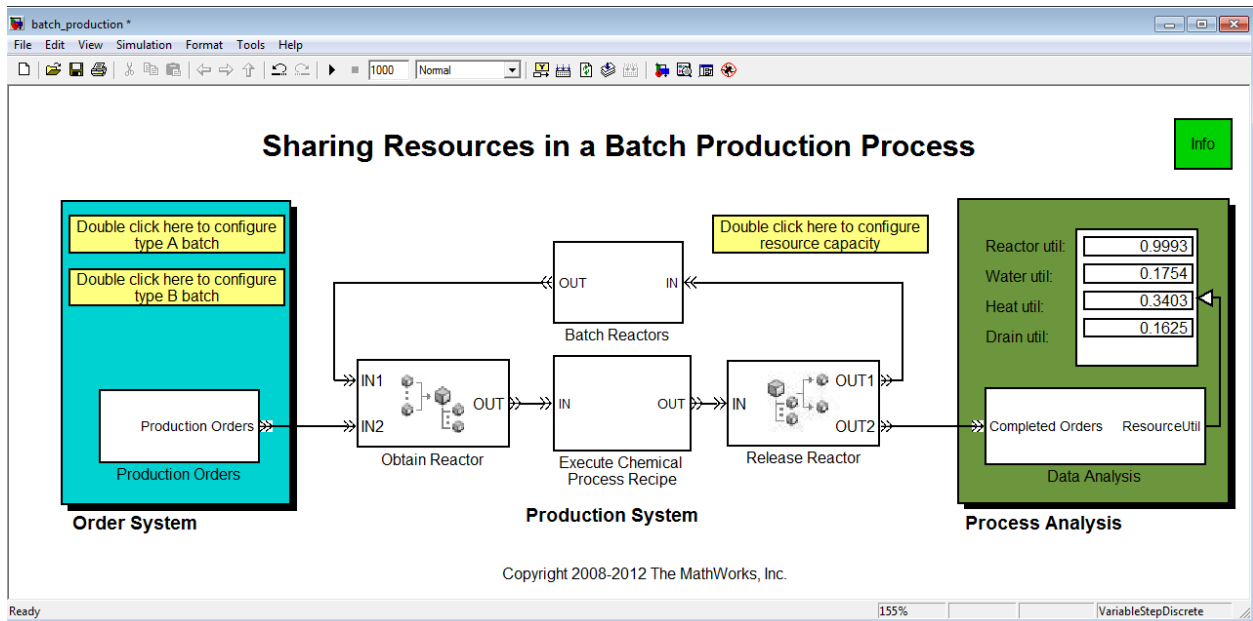 batch_production *
File Edit View Simulation Format Tools Help
1000 Normal
Sharing Resources in a Batch Production Process
Info
Double click here to configure
type A batch
Double click here to configure
type B batch
Production Orders
Production Orders
Order System
Double click here to configure
resource capacity
OUT IN
Batch Reactors
IN1
IN2
OUT
Obtain Reactor
IN OUT
Execute Chemical
Process Recipe
IN
OUT1
OUT2
Release Reactor
Production System
Reactor util: 0.9993
Water util: 0.1754
Heat util: 0.3403
Drain util: 0.1625
Completed Orders ResourceUtil
Data Analysis
Process Analysis
Copyright 2008-2012 The MathWorks, Inc.
Ready 155% VariableStepDiscrete